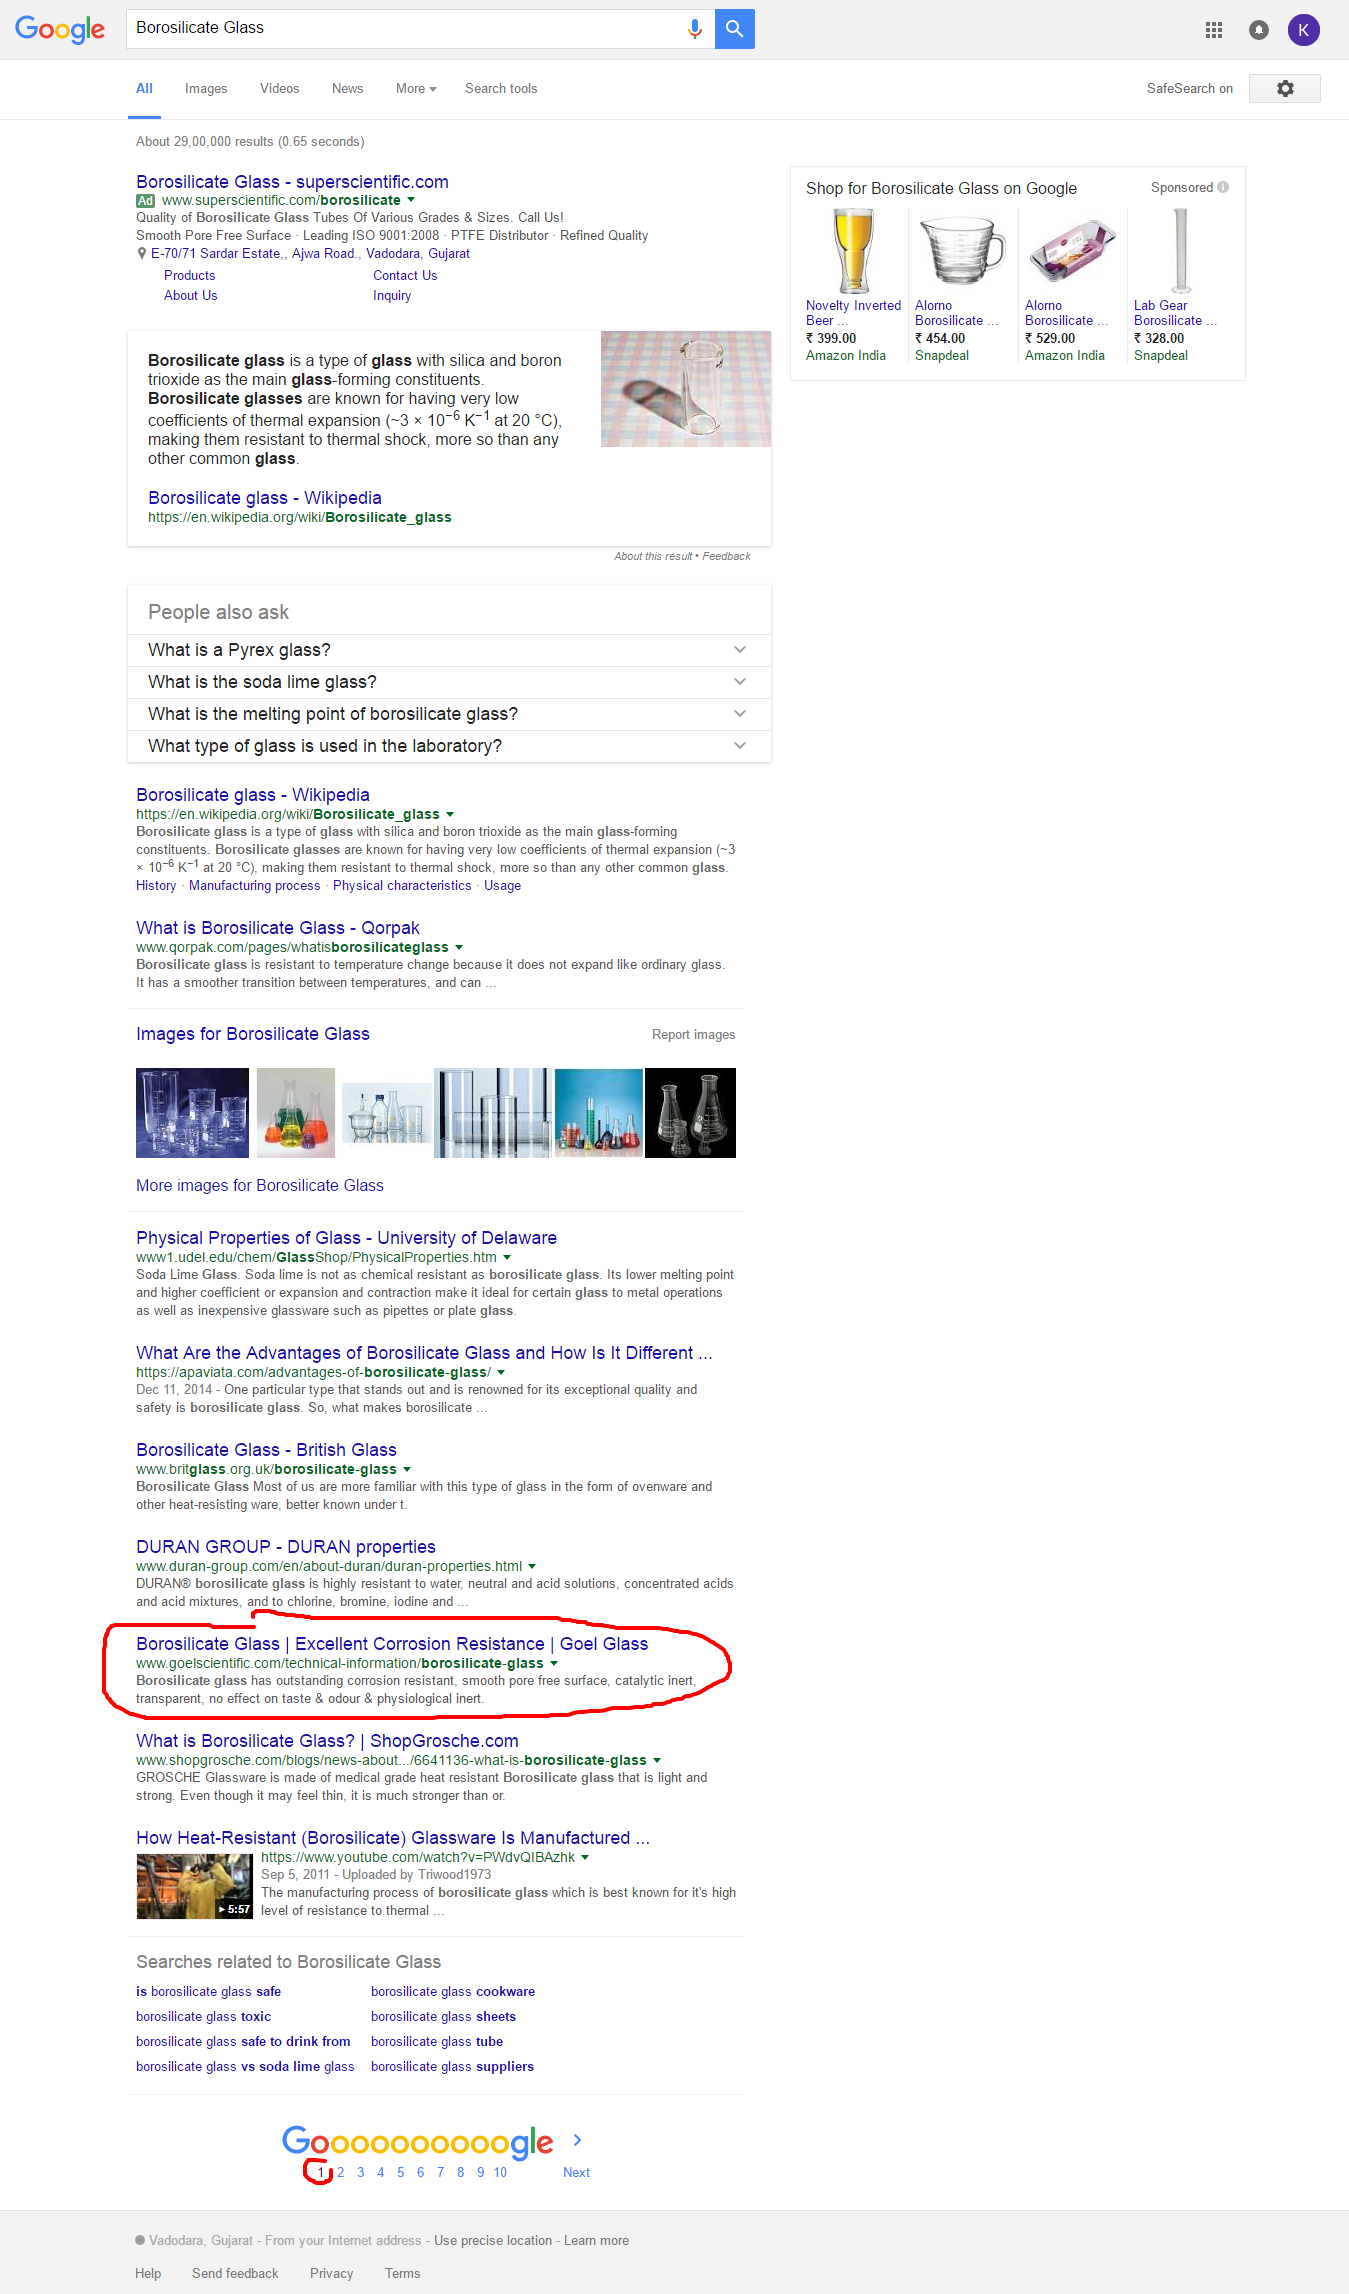 Google
Borosilicate Glass
K
All Images Videos News More Search tools
SafeSearch on
About 29,00,000 results (0.65 seconds)
Borosilicate Glass - superscientific.com
Ad www.superscientific.com/borosilicate
Quality of Borosilicate Glass Tubes Of Various Grades & Sizes. Call Us!
Smooth Pore Free Surface · Leading ISO 9001:2008 · PTFE Distributor · Refined Quality
E-70/71 Sardar Estate,, Ajwa Road., Vadodara, Gujarat
Products Contact Us
About Us Inquiry
Shop for Borosilicate Glass on Google Sponsored
Novelty Inverted Beer ...
₹ 399.00
Amazon India
Alorno Borosilicate ...
₹ 454.00
Snapdeal
Alorno Borosilicate ...
₹ 529.00
Amazon India
Lab Gear Borosilicate ...
₹ 328.00
Snapdeal
Borosilicate glass is a type of glass with silica and boron
trioxide as the main glass-forming constituents.
Borosilicate glasses are known for having very low
coefficients of thermal expansion (~3 × 10⁻⁶ K⁻¹ at 20 °C),
making them resistant to thermal shock, more so than any
other common glass.
Borosilicate glass - Wikipedia
https://en.wikipedia.org/wiki/Borosilicate_glass
About this result • Feedback
People also ask
What is a Pyrex glass?
What is the soda lime glass?
What is the melting point of borosilicate glass?
What type of glass is used in the laboratory?
Borosilicate glass - Wikipedia
https://en.wikipedia.org/wiki/Borosilicate_glass
Borosilicate glass is a type of glass with silica and boron trioxide as the main glass-forming
constituents. Borosilicate glasses are known for having very low coefficients of thermal expansion (~3
× 10⁻⁶ K⁻¹ at 20 °C), making them resistant to thermal shock, more so than any other common glass.
History · Manufacturing process · Physical characteristics · Usage
What is Borosilicate Glass - Qorpak
www.qorpak.com/pages/whatisborosilicateglass
Borosilicate glass is resistant to temperature change because it does not expand like ordinary glass.
It has a smoother transition between temperatures, and can ...
Images for Borosilicate Glass Report images
More images for Borosilicate Glass
Physical Properties of Glass - University of Delaware
www1.udel.edu/chem/GlassShop/PhysicalProperties.htm
Soda Lime Glass. Soda lime is not as chemical resistant as borosilicate glass. Its lower melting point
and higher coefficient or expansion and contraction make it ideal for certain glass to metal operations
as well as inexpensive glassware such as pipettes or plate glass.
What Are the Advantages of Borosilicate Glass and How Is It Different ...
https://apaviata.com/advantages-of-borosilicate-glass/
Dec 11, 2014 - One particular type that stands out and is renowned for its exceptional quality and
safety is borosilicate glass. So, what makes borosilicate ...
Borosilicate Glass - British Glass
www.britglass.org.uk/borosilicate-glass
Borosilicate Glass Most of us are more familiar with this type of glass in the form of ovenware and
other heat-resisting ware, better known under t.
DURAN GROUP - DURAN properties
www.duran-group.com/en/about-duran/duran-properties.html
DURAN® borosilicate glass is highly resistant to water, neutral and acid solutions, concentrated acids
and acid mixtures, and to chlorine, bromine, iodine and ...
Borosilicate Glass | Excellent Corrosion Resistance | Goel Glass
www.goelscientific.com/technical-information/borosilicate-glass
Borosilicate glass has outstanding corrosion resistant, smooth pore free surface, catalytic inert,
transparent, no effect on taste & odour & physiological inert.
What is Borosilicate Glass? | ShopGrosche.com
www.shopgrosche.com/blogs/news-about.../6641136-what-is-borosilicate-glass
GROSCHE Glassware is made of medical grade heat resistant Borosilicate glass that is light and
strong. Even though it may feel thin, it is much stronger than or.
How Heat-Resistant (Borosilicate) Glassware Is Manufactured ...
https://www.youtube.com/watch?v=PWdvQIBAzhk
Sep 5, 2011 - Uploaded by Triwood1973
The manufacturing process of borosilicate glass which is best known for it's high
level of resistance to thermal ...
5:57
Searches related to Borosilicate Glass
is borosilicate glass safe borosilicate glass cookware
borosilicate glass toxic borosilicate glass sheets
borosilicate glass safe to drink from borosilicate glass tube
borosilicate glass vs soda lime glass borosilicate glass suppliers
Goooooooooogle
1 2 3 4 5 6 7 8 9 10 Next
Vadodara, Gujarat - From your Internet address - Use precise location - Learn more
Help Send feedback Privacy Terms